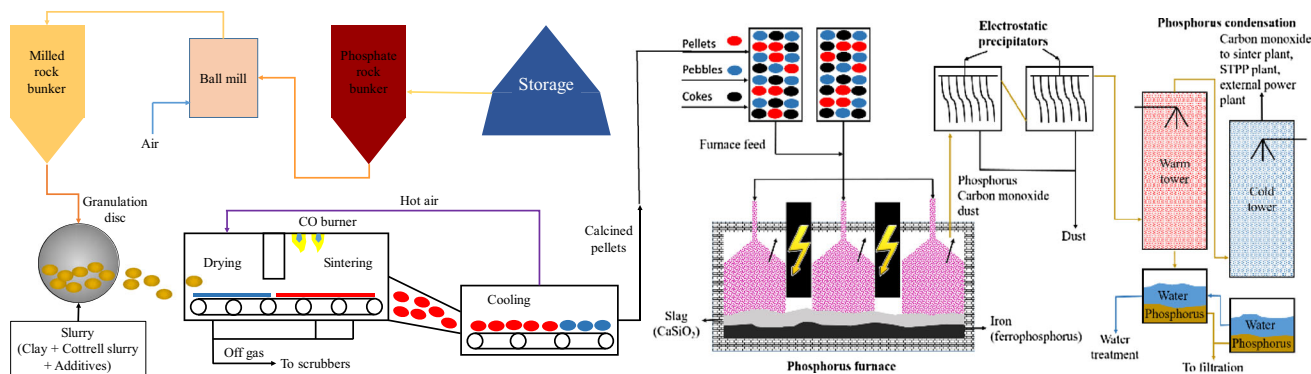 Milled
rock
bunker
Ball mill
Air
Phosphate
rock
bunker
Storage
Granulation
disc
Slurry
(Clay + Cottrell slurry
+ Additives)
Hot air
CO burner
Drying
Sintering
Off gas
To scrubbers
Cooling
Calcined
pellets
Pellets
Pebbles
Cokes
Furnace feed
Slag
(CaSiO2)
Phosphorus furnace
Iron
(ferrophosphorus)
Phosphorus
Carbon monoxide
dust
Electrostatic
precipitators
Dust
Phosphorus condensation
Carbon monoxide
to sinter plant,
STPP plant,
external power
plant
Warm
tower
Cold
tower
Water
Phosphorus
Water
Phosphorus
Water
treatment
To filtration